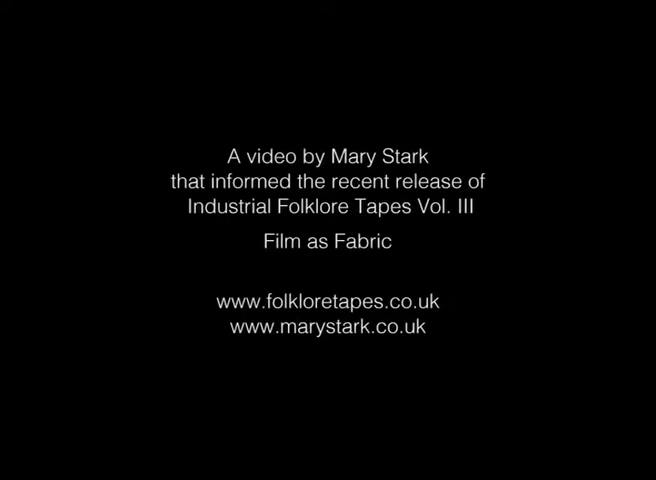 A video by Mary Stark
that informed the recent release of
Industrial Folklore Tapes Vol. III
Film as Fabric
www.folkloretapes.co.uk
www.marystark.co.uk